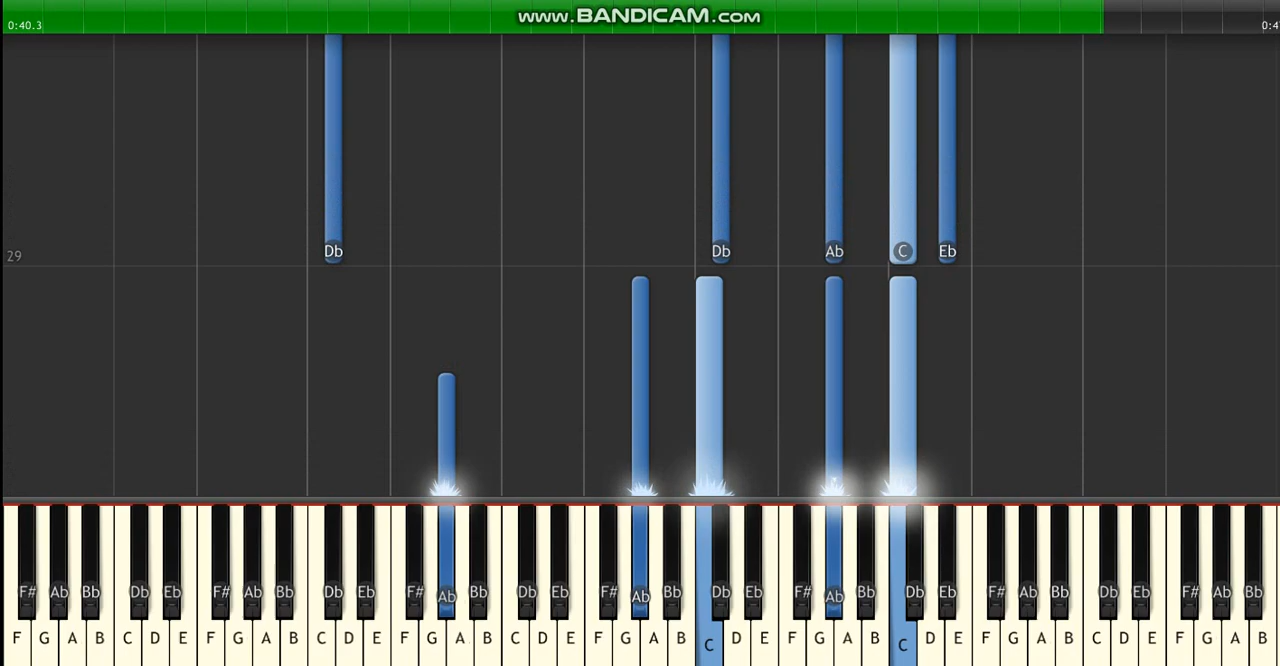 www.BANDICAM.com
0:40.3 0:4
Db Db Ab C Eb
29
F# Ab Bb Db Eb F# Ab Bb Db Eb F# Ab Bb Db Eb F# Ab Bb Db Eb F# Ab Bb Db Eb F# Ab Bb Db Eb F# Ab Bb
F G A B C D E F G A B C D E F G A B C D E F G A B C D E F G A B C D E F G A B C D E F G A B